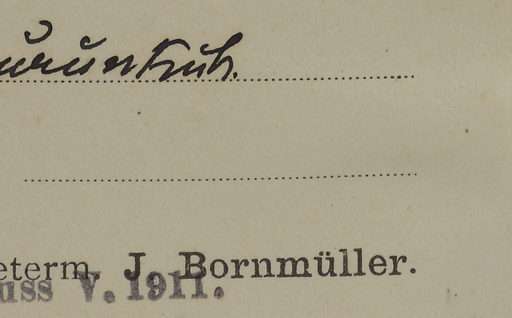 eterm. J. Bornmüller.
uss V. 1911.